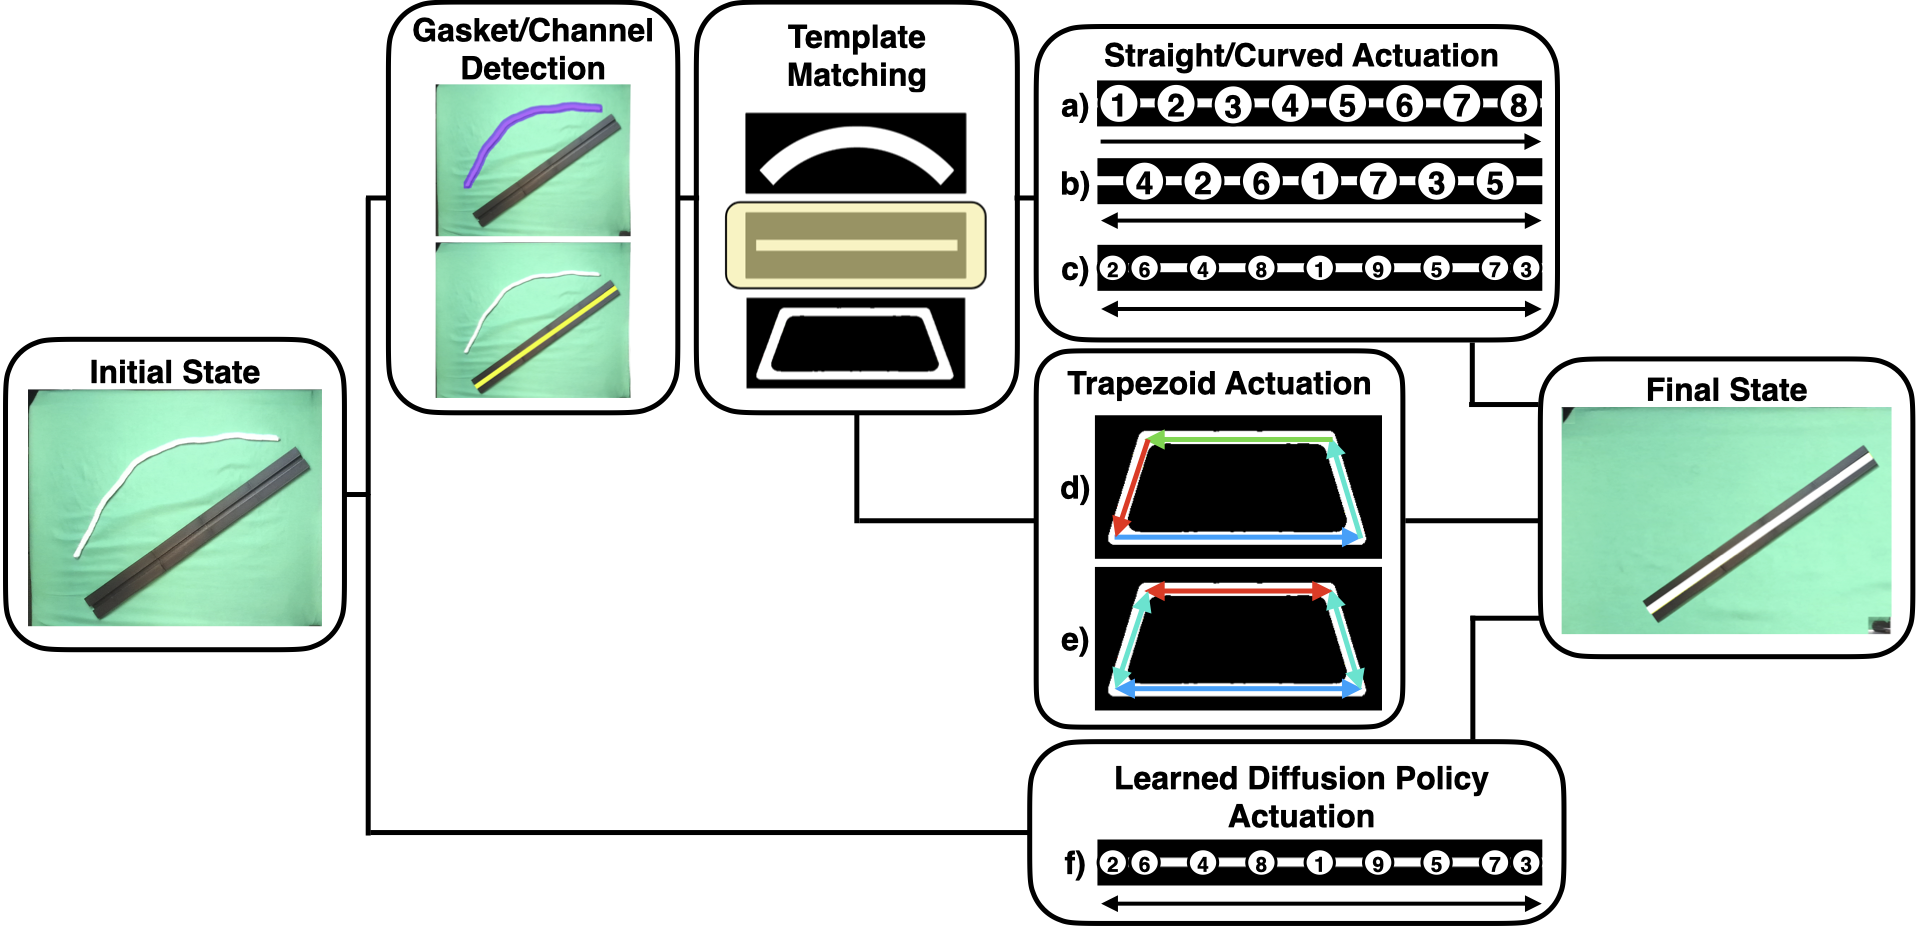 Initial State
Gasket/Channel
Detection
Template
Matching
Straight/Curved Actuation
a) 1 2 3 4 5 6 7 8
b) 4 2 6 1 7 3 5
c) 2 6 4 8 1 9 5 7 3
Trapezoid Actuation
d)
e)
Learned Diffusion Policy
Actuation
f) 2 6 4 8 1 9 5 7 3
Final State